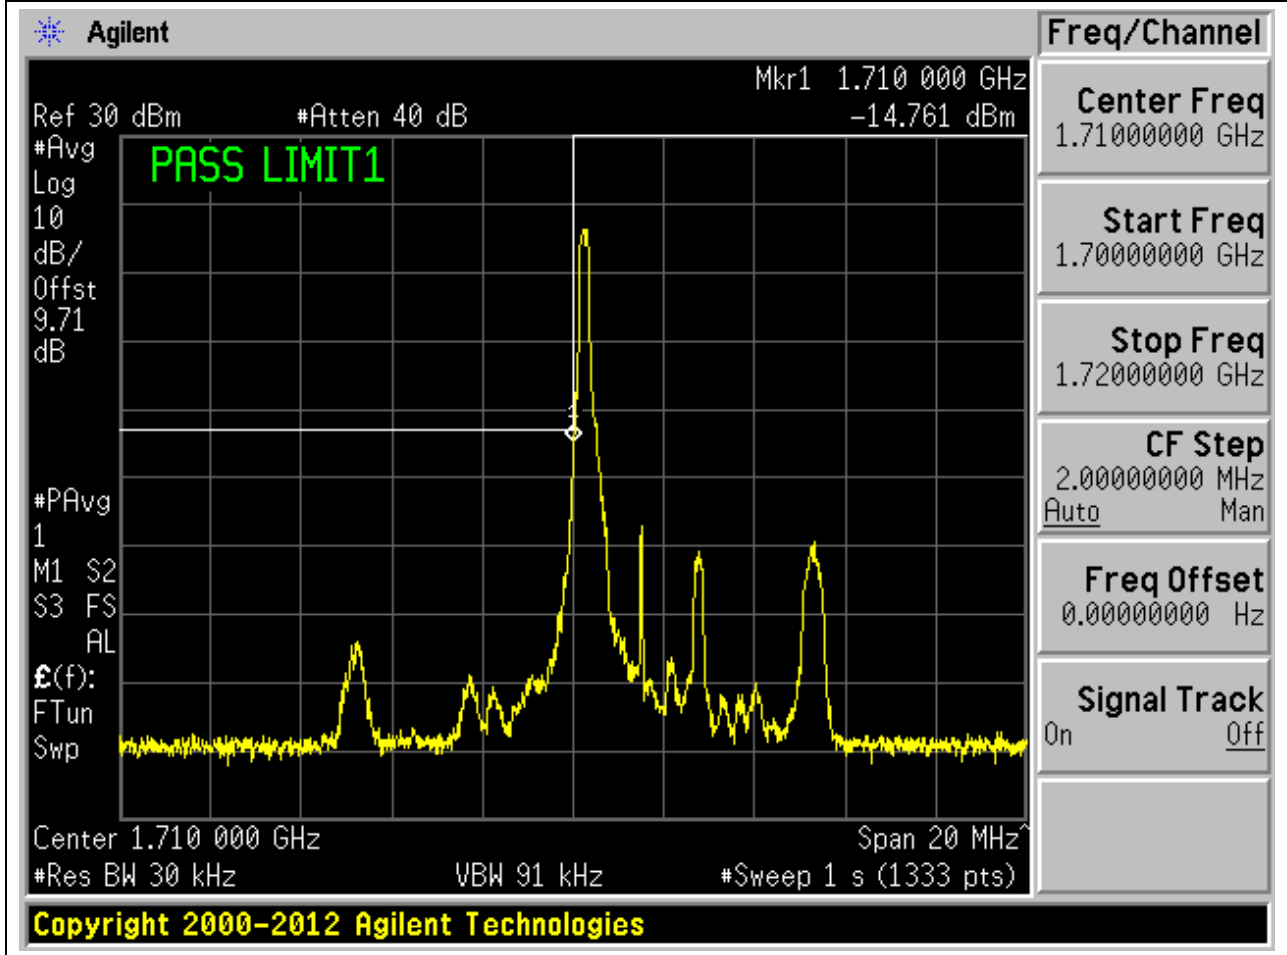 Agilent
Freq/Channel
Mkr1 1.710 000 GHz
Ref 30 dBm #Atten 40 dB -14.761 dBm
#Avg
Log
10
dB/
Offst
9.71
dB
PASS LIMIT1
1
#PAvg
1
M1 S2
S3 FS
AL
£(f):
FTun
Swp
Center 1.710 000 GHz Span 20 MHz^
#Res BW 30 kHz VBW 91 kHz #Sweep 1 s (1333 pts)
Copyright 2000-2012 Agilent Technologies
Center Freq
1.71000000 GHz
Start Freq
1.70000000 GHz
Stop Freq
1.72000000 GHz
CF Step
2.00000000 MHz
Auto Man
Freq Offset
0.00000000 Hz
Signal Track
On Off